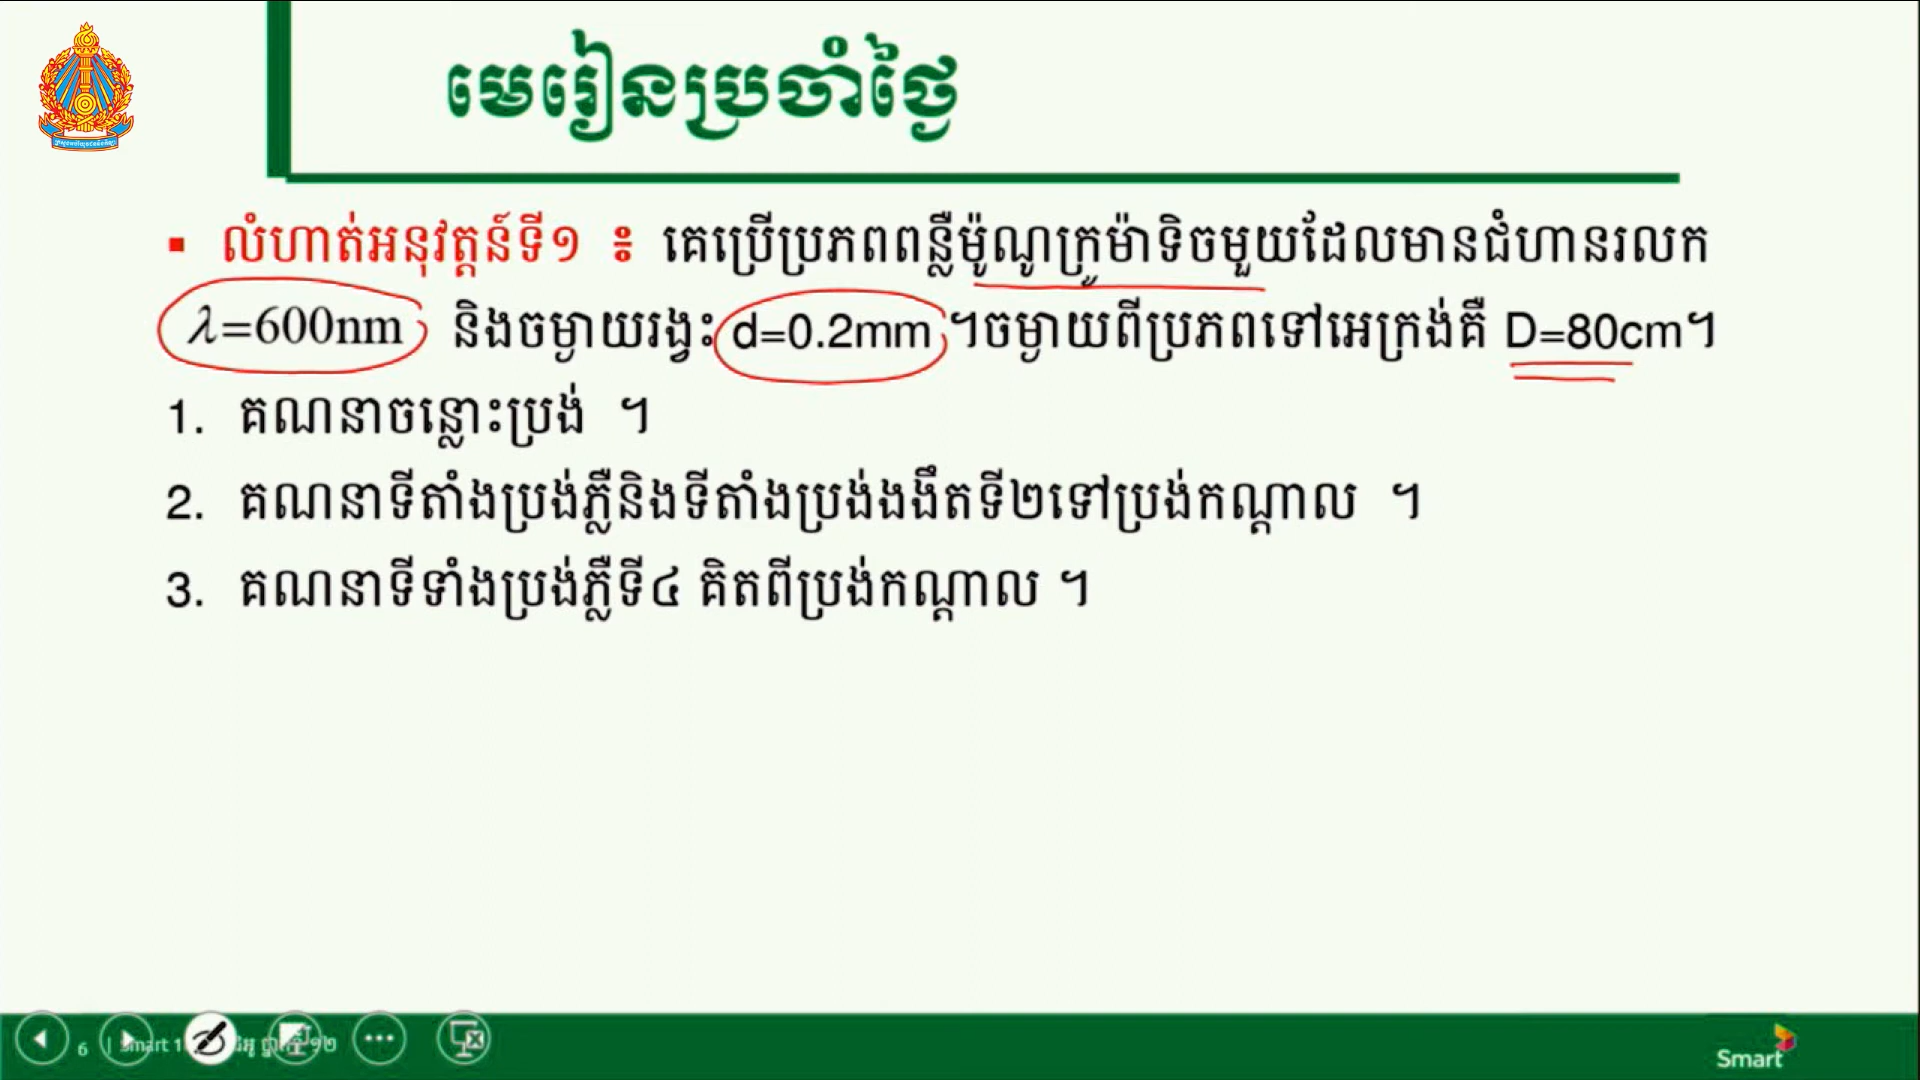 មេរៀនប្រចាំថ្ងៃ
▪ លំហាត់អនុវត្តន៍ទី១ ៖ គេប្រើប្រភពពន្លឺម៉ូណូក្រូម៉ាទិចមួយដែលមានជំហានរលក
λ=600nm និងចម្ងាយរង្វះ d=0.2mm ។ចម្ងាយពីប្រភពទៅអេក្រង់គឺ D=80cm។
1. គណនាចន្លោះប្រង់ ។
2. គណនាទីតាំងប្រង់ភ្លឺនិងទីតាំងប្រង់ងងឹតទី២ទៅប្រង់កណ្តាល ។
3. គណនាទីទាំងប្រង់ភ្លឺទី៤ គិតពីប្រង់កណ្តាល ។
6 | Smart
Smart